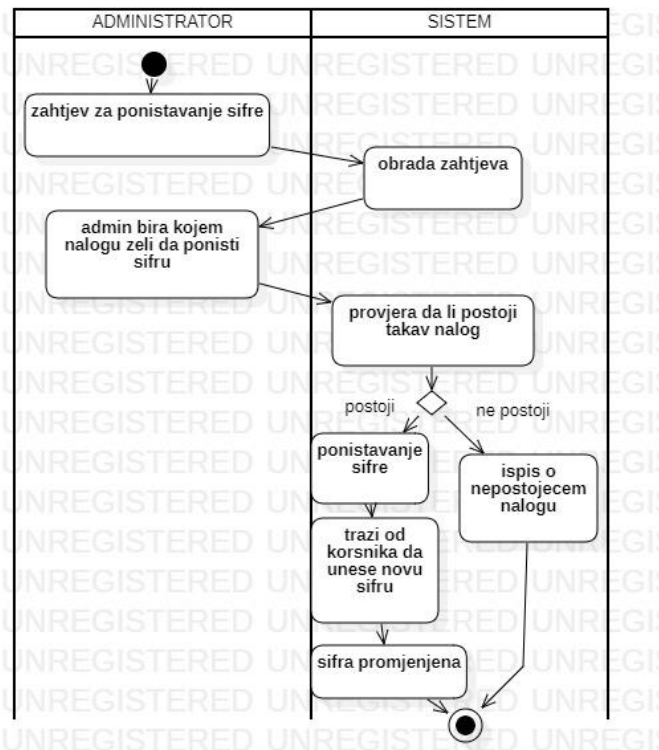 ADMINISTRATOR
SISTEM
zahtjev za ponistavanje sifre
obrada zahtjeva
admin bira kojem
nalogu zeli da ponisti
sifru
provjera da li postoji
takav nalog
postoji
ne postoji
ponistavanje
sifre
ispis o
nepostojecem
nalogu
trazi od
korsnika da
unese novu
sifru
sifra promjenjena
UNREGISTERED